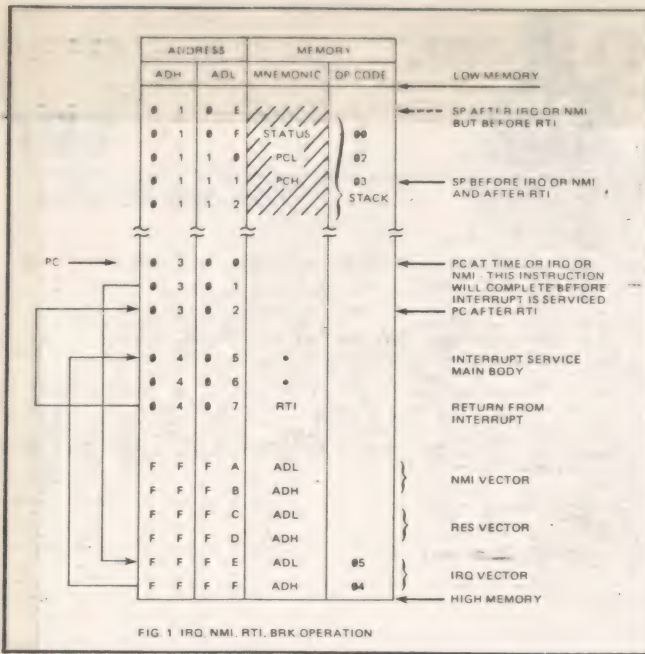 ADDRESS MEMORY
ADH ADL MNEMONIC OP CODE LOW MEMORY
0 1 0 E SP AFTER IRQ OR NMI
BUT BEFORE RTI
0 1 0 F STATUS 00
0 1 1 0 PCL 02
0 1 1 1 PCH 03 SP BEFORE IRQ OR NMI
AND AFTER RTI
0 1 1 2 STACK
PC 0 3 0 0 PC AT TIME OR IRQ OR
NMI - THIS INSTRUCTION
0 3 0 1 WILL COMPLETE BEFORE
INTERRUPT IS SERVICED
0 3 0 2 PC AFTER RTI
0 4 0 5 • INTERRUPT SERVICE
MAIN BODY
0 4 0 6 •
0 4 0 7 RTI RETURN FROM
INTERRUPT
F F F A ADL NMI VECTOR
F F F B ADH
F F F C ADL RES VECTOR
F F F D ADH
F F F E ADL 05 IRQ VECTOR
F F F F ADH 04
HIGH MEMORY
FIG. 1 IRQ, NMI, RTI, BRK OPERATION